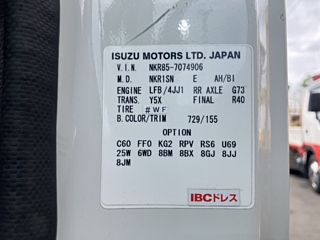 ISUZU MOTORS LTD. JAPAN
V.I.N. NKR85-7074906
M.D. NKR1SN E AH/BI
ENGINE LFB/4JJ1 RR AXLE G73
TRANS. Y5X FINAL R40
TIRE #WF
B.COLOR/TRIM 729/155
OPTION
C60 FF0 KG2 RPV RS6 U69
25W 6WD 8BM 8BX 8GJ 8JJ
8JM
IBCドレス